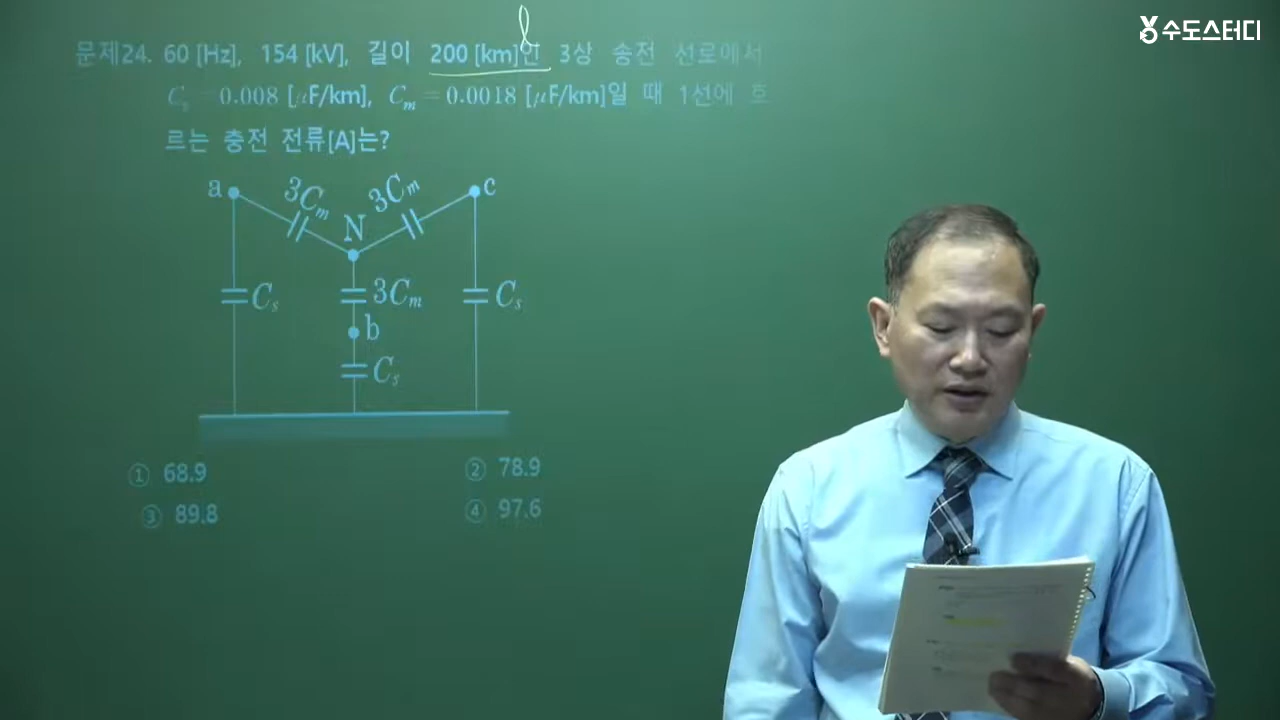 수도스터디
ℓ
문제24. 60 [Hz], 154 [kV], 길이 200 [km]인 3상 송전 선로에서
Cs = 0.008 [μF/km], Cm = 0.0018 [μF/km]일 때 1선에 흐
르는 충전 전류[A]는?
a 3Cm 3Cm c
N
Cs 3Cm Cs
b
Cs
① 68.9 ② 78.9
③ 89.8 ④ 97.6